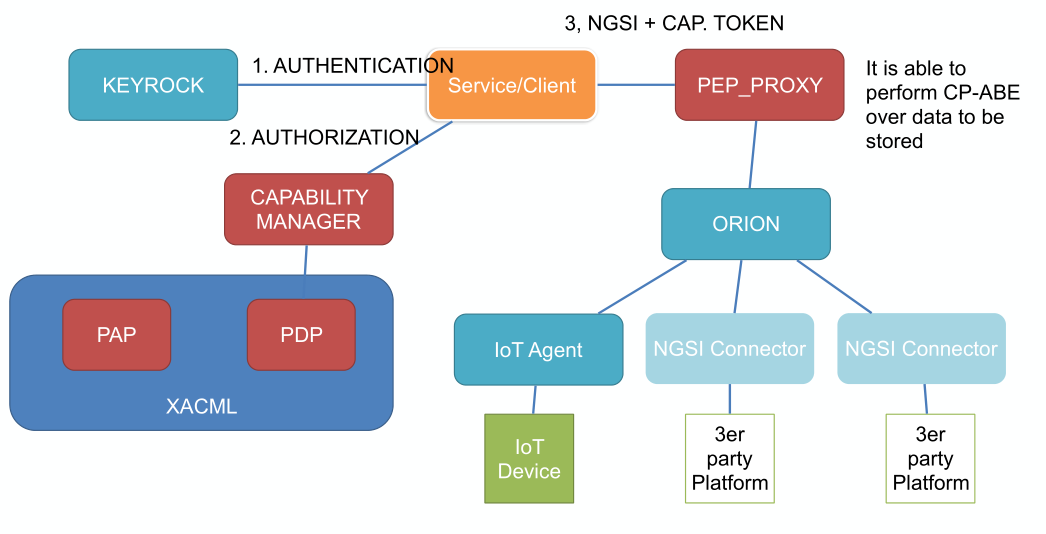 3, NGSI + CAP. TOKEN
KEYROCK
1. AUTHENTICATION
Service/Client
PEP_PROXY
It is able to
perform CP-ABE
over data to be
stored
2. AUTHORIZATION
CAPABILITY
MANAGER
ORION
PAP
PDP
XACML
IoT Agent
NGSI Connector
NGSI Connector
IoT
Device
3er
party
Platform
3er
party
Platform